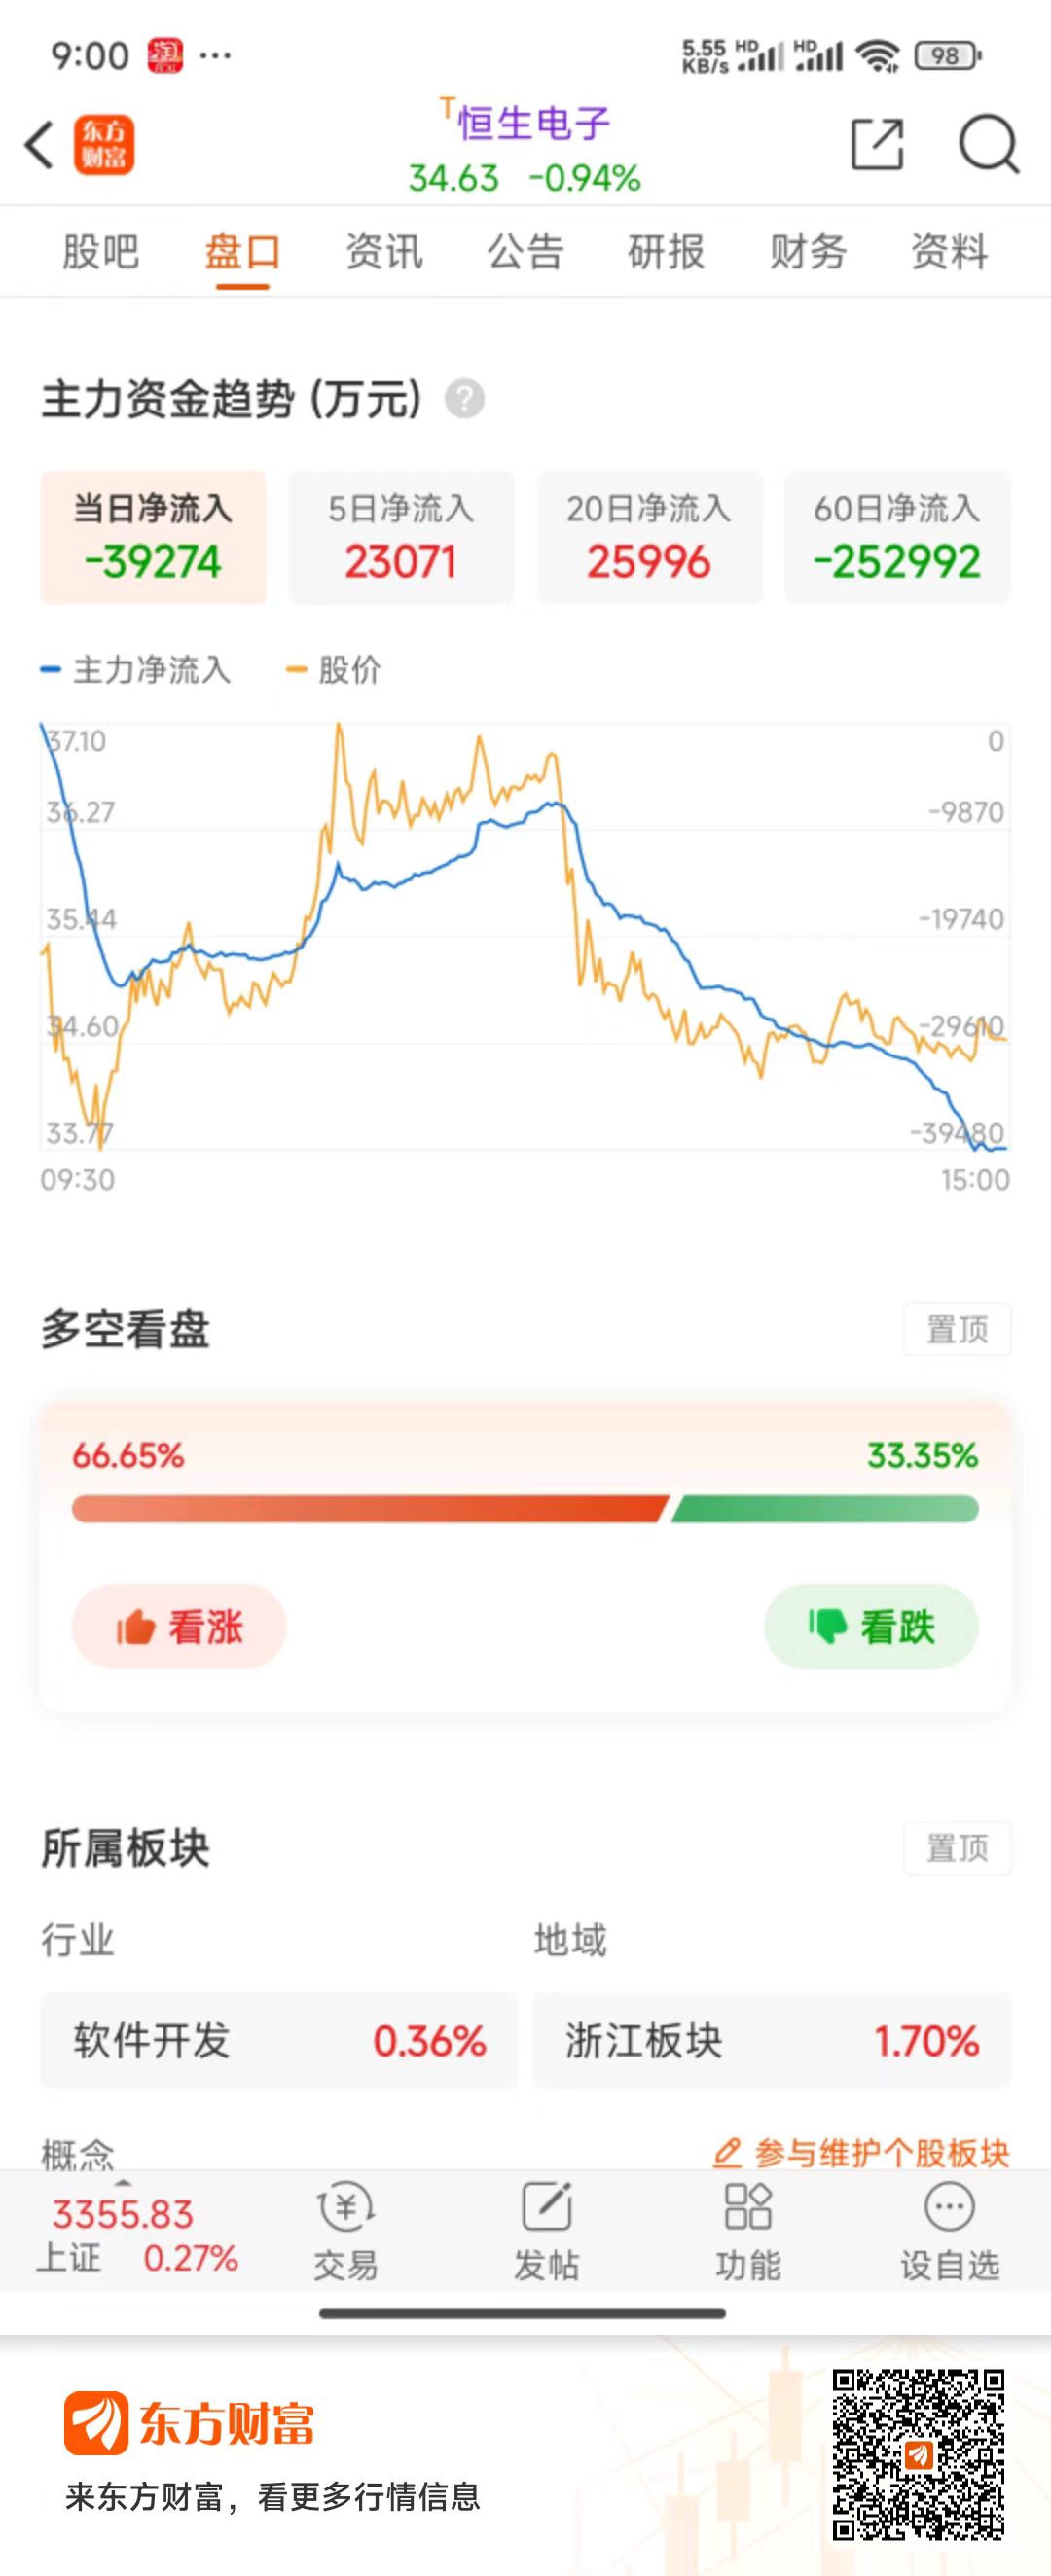 9:00 淘 ... 5.55 KB/s HD HD 98
东方财富
T恒生电子
34.63 -0.94%
股吧 盘口 资讯 公告 研报 财务 资料
主力资金趋势 (万元) ?
当日净流入 5日净流入 20日净流入 60日净流入
-39274 23071 25996 -252992
主力净流入 股价
37.10 0
36.27 -9870
35.44 -19740
34.60 -29610
33.77 -39480
09:30 15:00
多空看盘 置顶
66.65% 33.35%
看涨 看跌
所属板块 置顶
行业 地域
软件开发 0.36% 浙江板块 1.70%
概念 参与维护个股板块
3355.83
上证 0.27% 交易 发帖 功能 设自选
东方财富
来东方财富，看更多行情信息